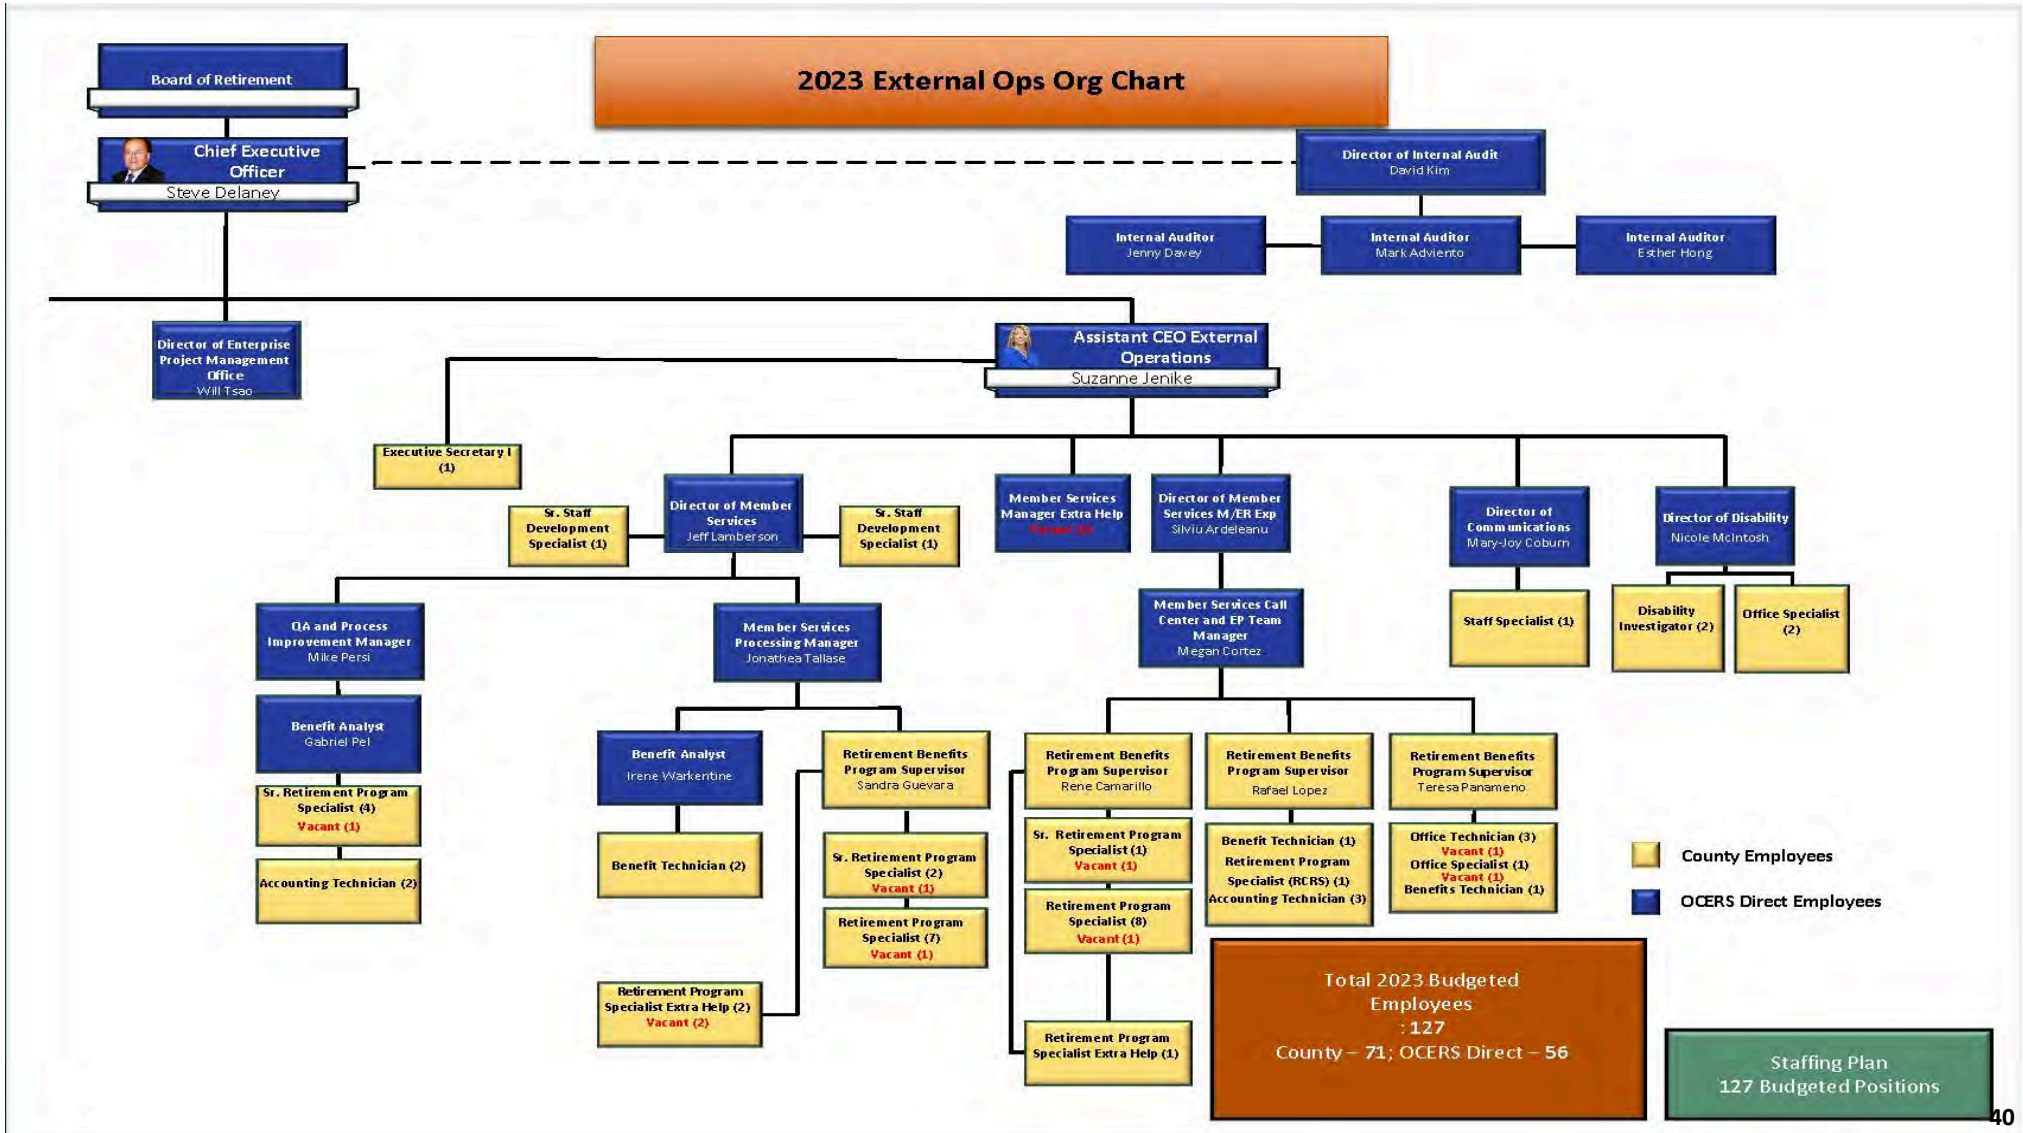 2023 External Ops Org Chart
Board of Retirement
Chief Executive
Officer
Steve Delaney
Director of Internal Audit
David Kim
Internal Auditor
Jenny Davey
Internal Auditor
Mark Adviento
Internal Auditor
Esther Hong
Director of Enterprise
Project Management
Office
Will Tsao
Assistant CEO External
Operations
Suzanne Jenike
Executive Secretary I
(1)
Sr. Staff
Development
Specialist (1)
Director of Member
Services
Jeff Lamberson
Sr. Staff
Development
Specialist (1)
Member Services
Manager Extra Help
Vacant
Director of Member
Services M/ER Exp
Silviu Ardeleanu
Director of
Communications
Mary-Joy Coburn
Director of Disability
Nicole McIntosh
QA and Process
Improvement Manager
Mike Persi
Member Services
Processing Manager
Jonathea Tallase
Member Services Call
Center and EP Team
Manager
Megan Cortez
Staff Specialist (1)
Disability
Investigator (2)
Office Specialist
(2)
Benefit Analyst
Gabriel Pel
Sr. Retirement Program
Specialist (4)
Vacant (1)
Accounting Technician (2)
Benefit Analyst
Irene Warkentine
Benefit Technician (2)
Retirement Benefits
Program Supervisor
Sandra Guevara
Sr. Retirement Program
Specialist (2)
Vacant (1)
Retirement Program
Specialist (7)
Vacant (1)
Retirement Program
Specialist Extra Help (2)
Vacant (2)
Retirement Benefits
Program Supervisor
Rene Camarillo
Sr. Retirement Program
Specialist (1)
Vacant (1)
Retirement Program
Specialist (8)
Vacant (1)
Retirement Program
Specialist Extra Help (1)
Retirement Benefits
Program Supervisor
Rafael Lopez
Benefit Technician (1)
Retirement Program
Specialist (RCRS) (1)
Accounting Technician (3)
Retirement Benefits
Program Supervisor
Teresa Panameno
Office Technician (3)
Vacant (1)
Office Specialist (1)
Vacant (1)
Benefits Technician (1)
County Employees
OCERS Direct Employees
Total 2023 Budgeted
Employees
: 127
County – 71; OCERS Direct – 56
Staffing Plan
127 Budgeted Positions
40